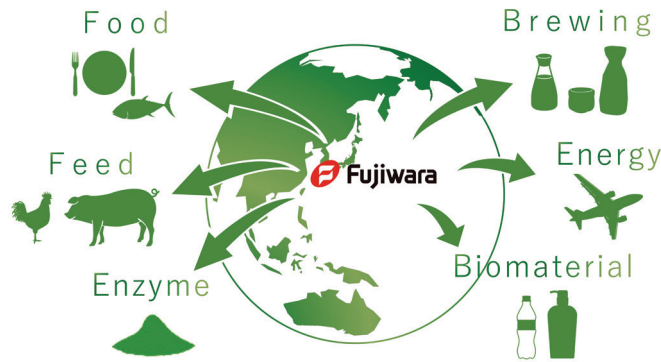 Food
Brewing
Feed
Fujiwara
Energy
Enzyme
Biomaterial